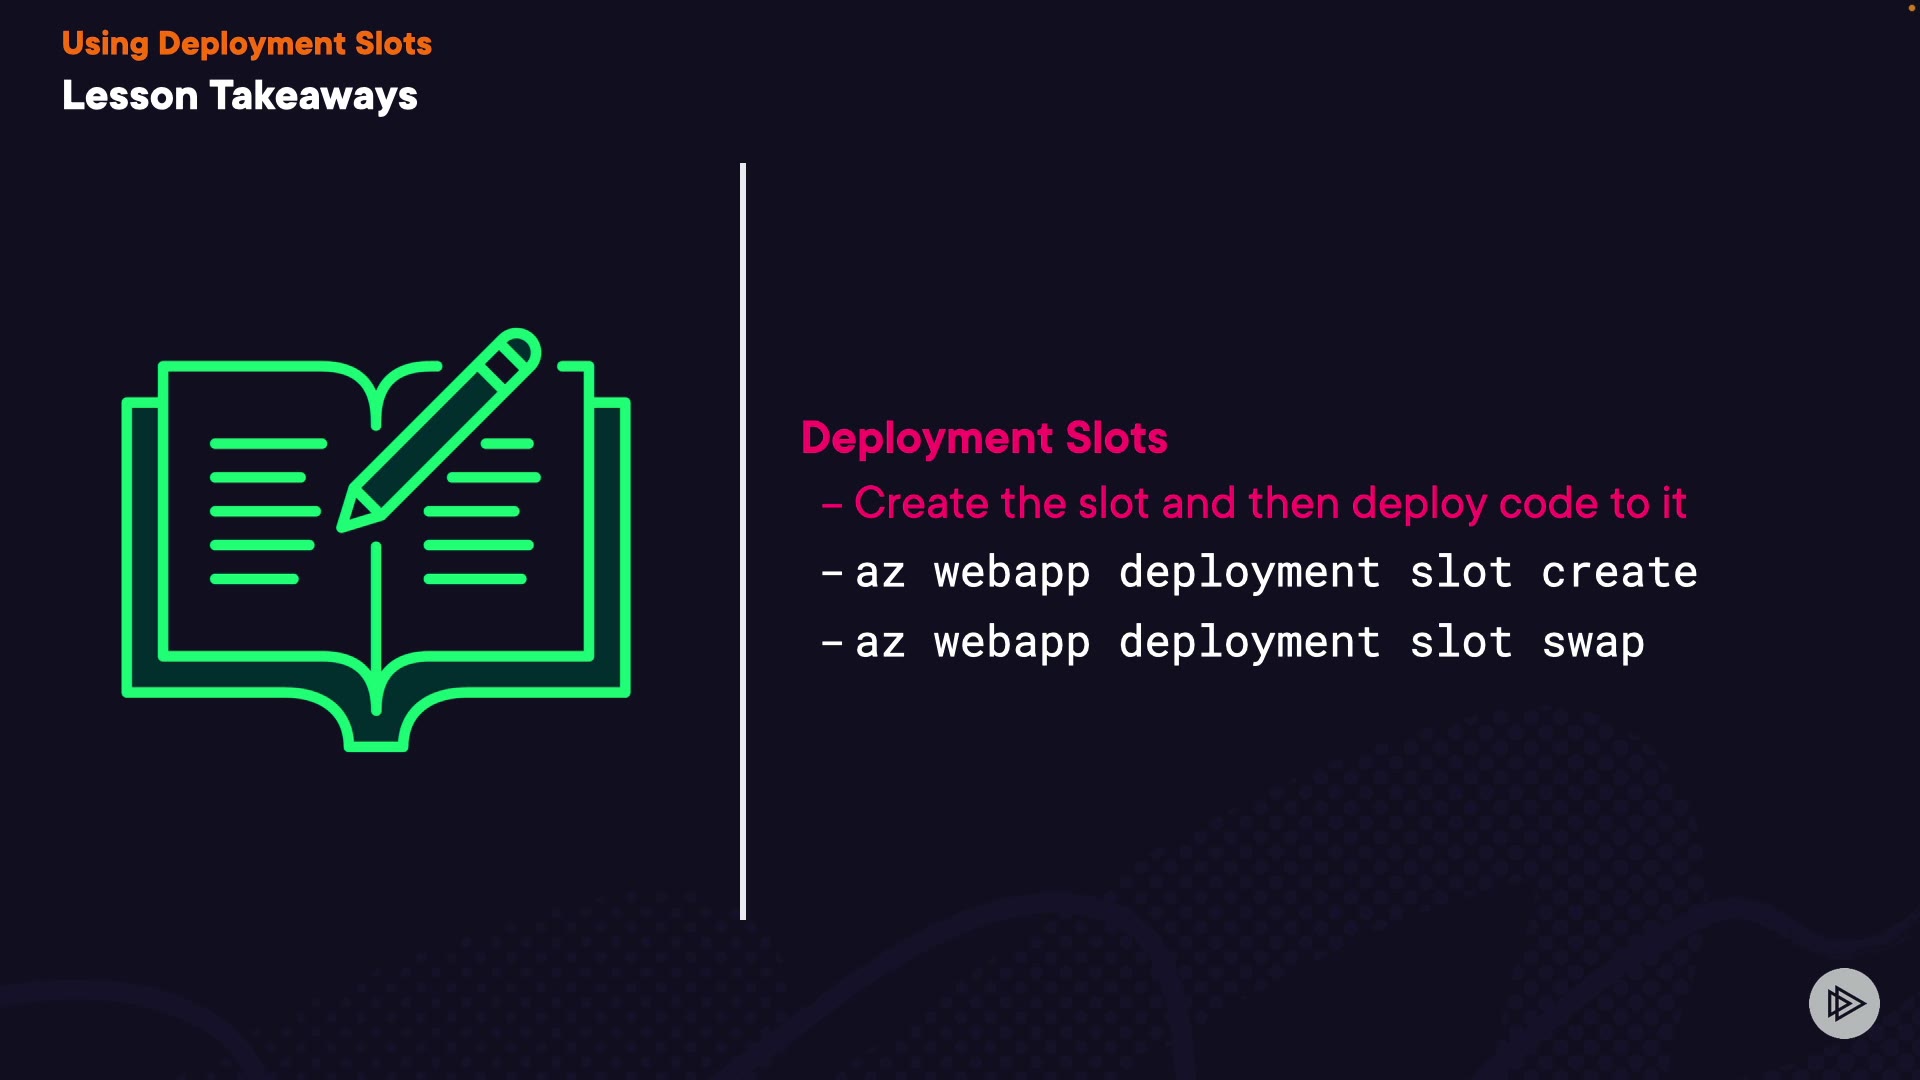 Using Deployment Slots
Lesson Takeaways
Deployment Slots
– Create the slot and then deploy code to it
– az webapp deployment slot create
– az webapp deployment slot swap